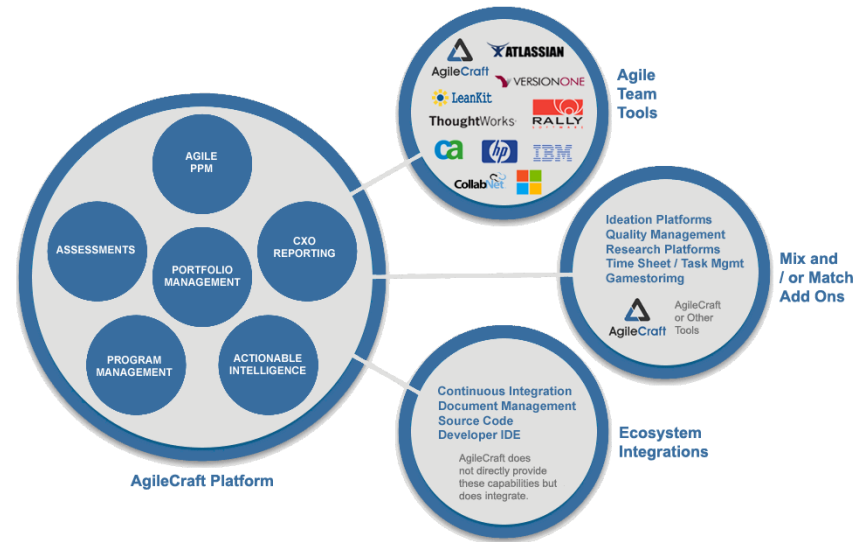 AGILE
PPM
ASSESSMENTS
CXO
REPORTING
PORTFOLIO
MANAGEMENT
PROGRAM
MANAGEMENT
ACTIONABLE
INTELLIGENCE
AgileCraft Platform
AgileCraft
ATLASSIAN
VERSIONONE
LeanKit
ThoughtWorks
RALLY
SOFTWARE
ca
hp
IBM
CollabNet
Agile
Team
Tools
Ideation Platforms
Quality Management
Research Platforms
Time Sheet / Task Mgmt
Gamestorimg
AgileCraft
AgileCraft
or Other
Tools
Mix and
/ or Match
Add Ons
Continuous Integration
Document Management
Source Code
Developer IDE
AgileCraft does
not directly provide
these capabilities but
does integrate.
Ecosystem
Integrations